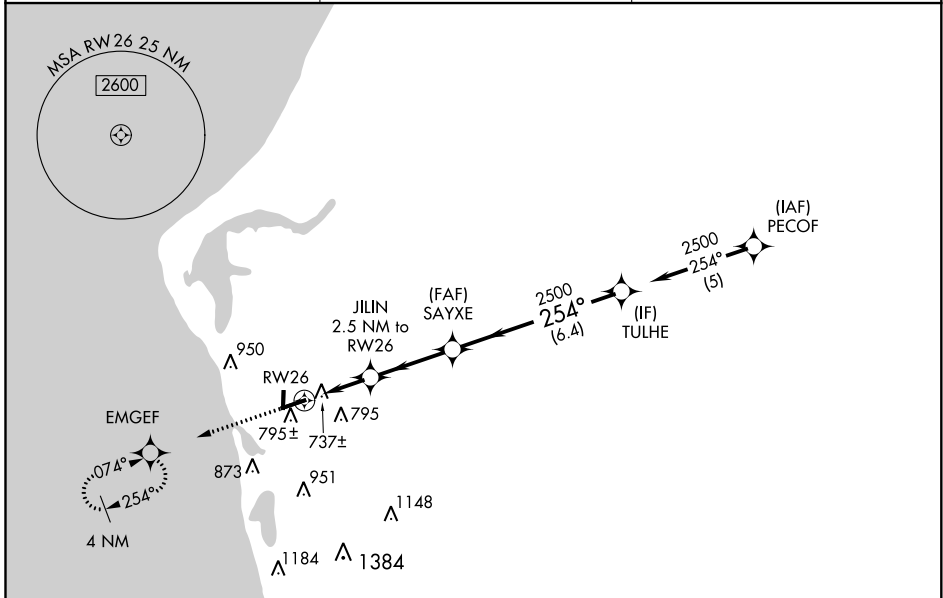 MSA RW26 25 NM
2600
(IAF)
PECOF
2500
254°
(5)
(IF)
TULHE
2500
254°
(6.4)
(FAF)
SAYXE
JILIN
2.5 NM to
RW26
950
RW26
795±
737±
795
EMGEF
074°
254°
4 NM
873
951
1148
1184
1384